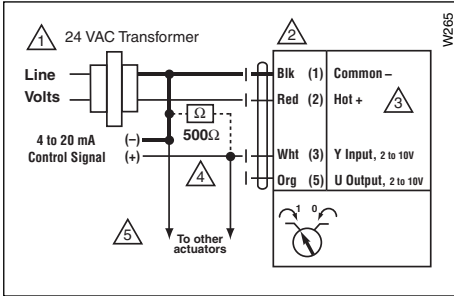 W265
1 24 VAC Transformer
2
Line
Volts
Blk (1) Common –
Red (2) Hot +
3
Ω
500Ω
4 to 20 mA (–)
Control Signal (+)
Wht (3) Y Input, 2 to 10V
Org (5) U Output, 2 to 10V
4
5
To other
actuators
1 0